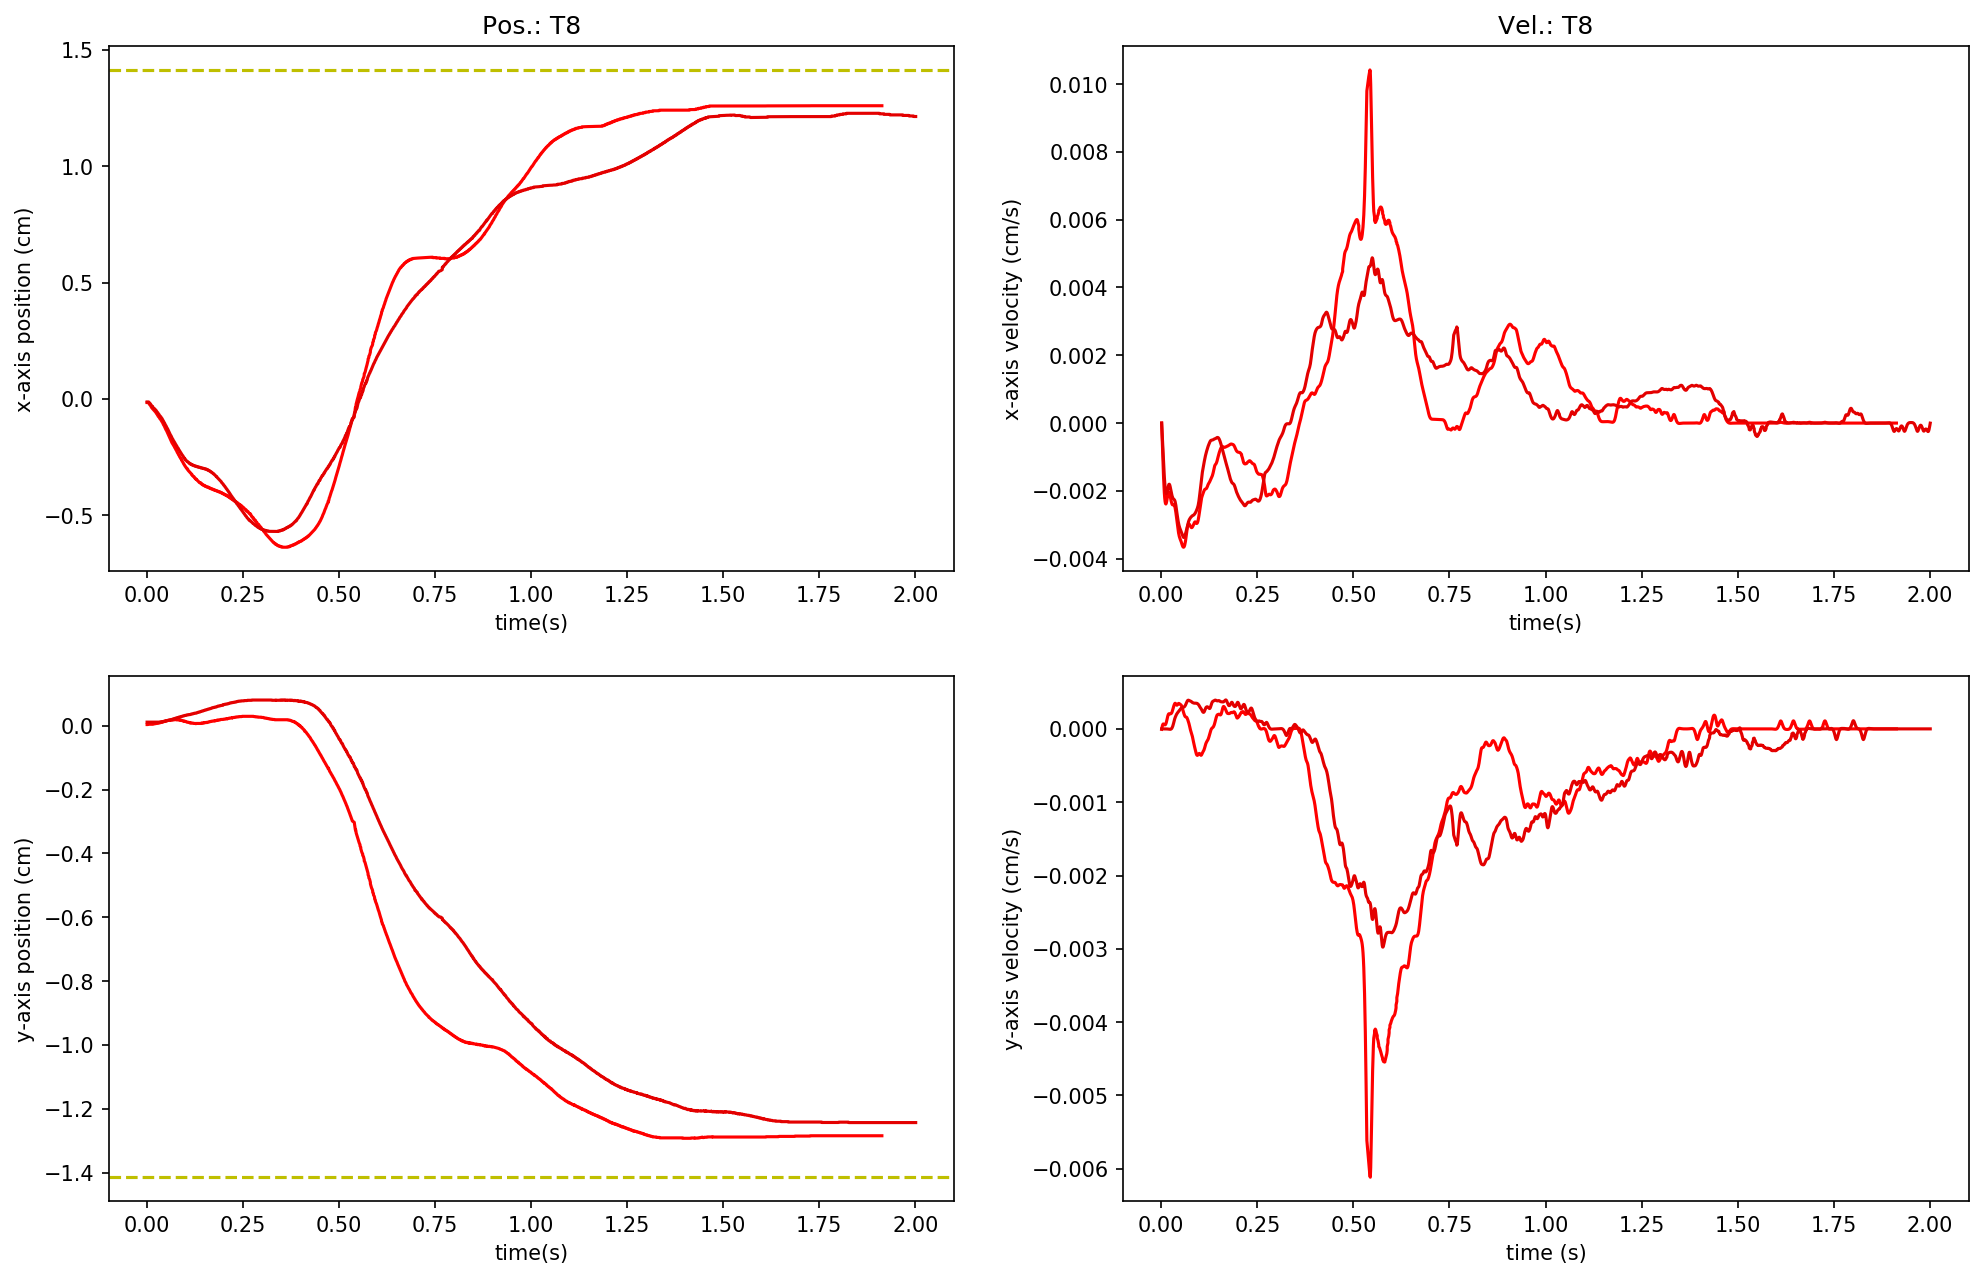 Pos.: T8
1.5
1.0
0.5
0.0
−0.5
x-axis position (cm)
0.00 0.25 0.50 0.75 1.00 1.25 1.50 1.75 2.00
time(s)
Vel.: T8
0.010
0.008
0.006
0.004
0.002
0.000
−0.002
−0.004
x-axis velocity (cm/s)
0.00 0.25 0.50 0.75 1.00 1.25 1.50 1.75 2.00
time(s)
0.0
−0.2
−0.4
−0.6
−0.8
−1.0
−1.2
−1.4
y-axis position (cm)
0.00 0.25 0.50 0.75 1.00 1.25 1.50 1.75 2.00
time(s)
0.000
−0.001
−0.002
−0.003
−0.004
−0.005
−0.006
y-axis velocity (cm/s)
0.00 0.25 0.50 0.75 1.00 1.25 1.50 1.75 2.00
time (s)